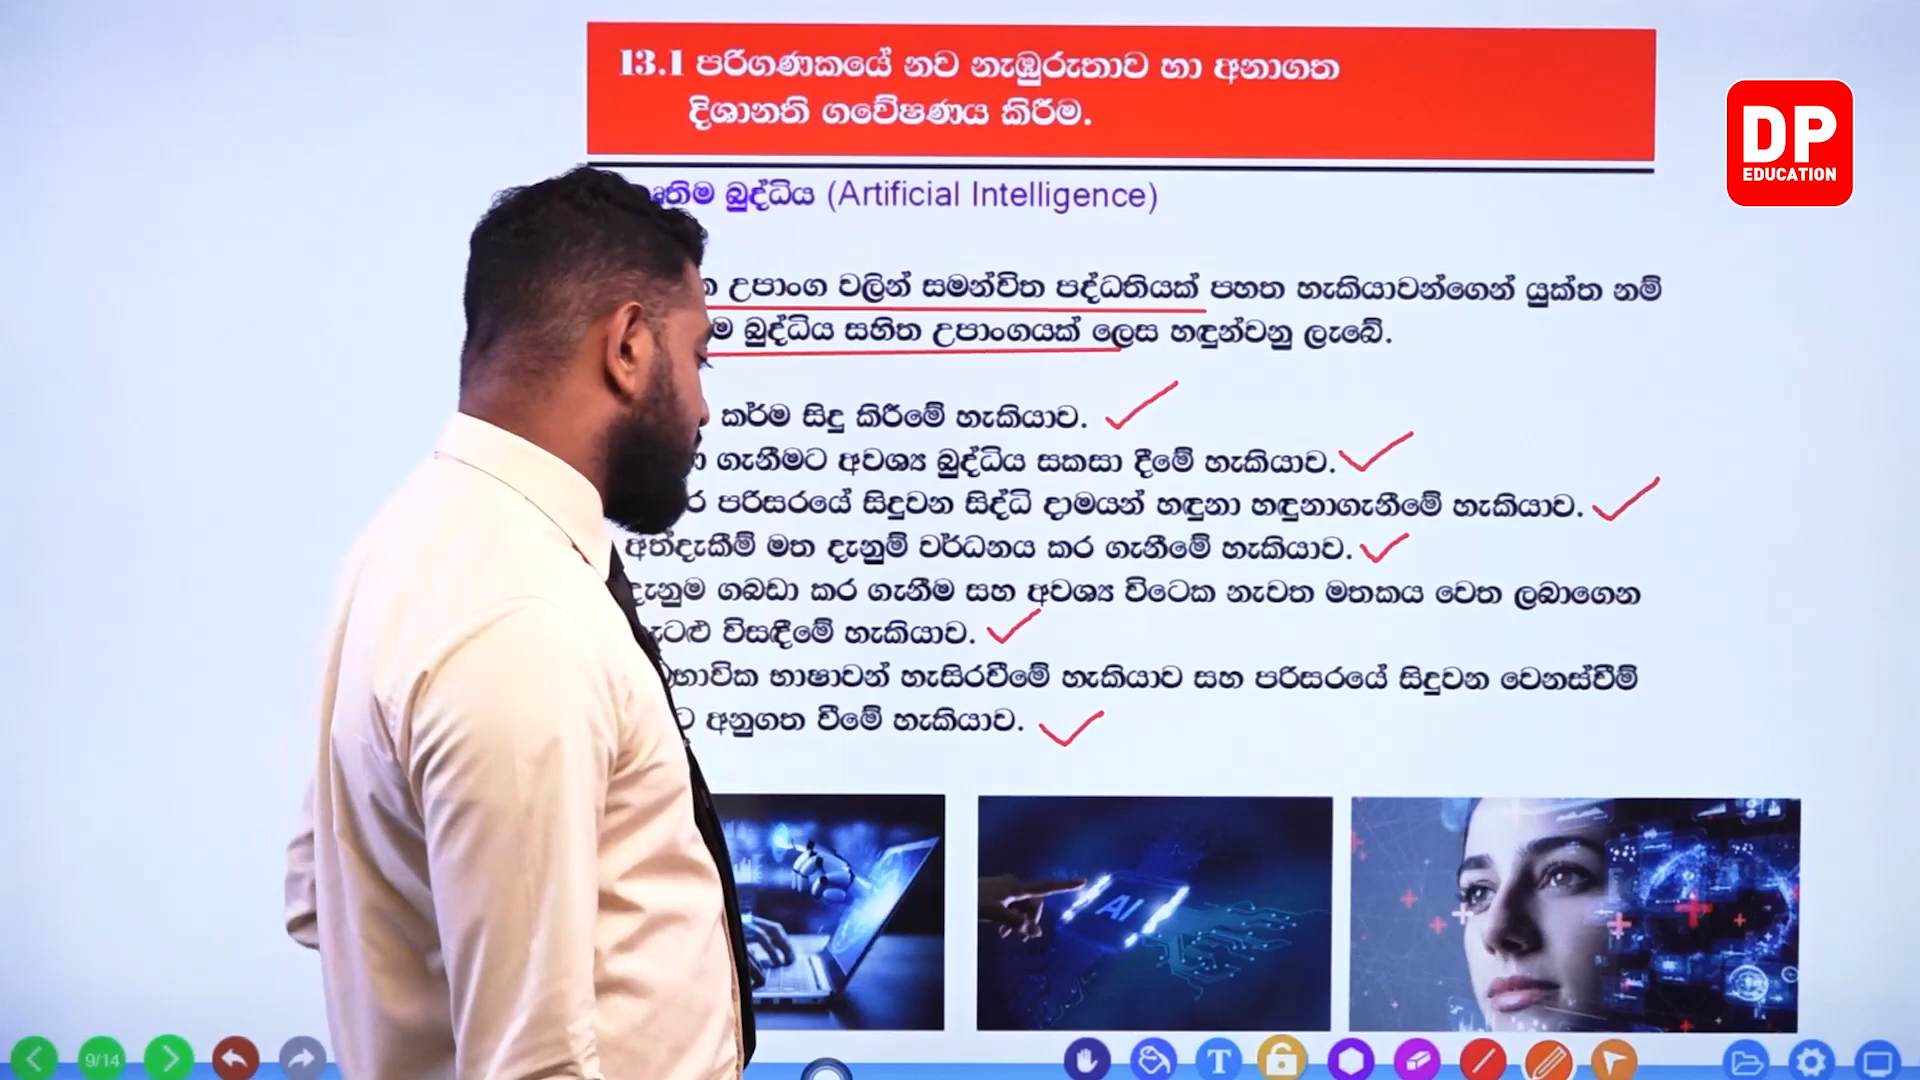 13.1 පරිගණකයේ නව නැඹුරුතාව හා අනාගත
දිශානති ගවේෂණය කිරීම.
DP
EDUCATION
බුද්ධිය (Artificial Intelligence)
උපාංග වලින් සමන්විත පද්ධතියක් පහත හැකියාවන්ගෙන් යුක්ත නම්
බුද්ධිය සහිත උපාංගයක් ලෙස හඳුන්වනු ලැබේ.
කර්ම සිදු කිරීමේ හැකියාව.
ගැනීමට අවශ්‍ය බුද්ධිය සකසා දීමේ හැකියාව.
පරිසරයේ සිදුවන සිද්ධි දාමයන් හඳුනා හඳුනාගැනීමේ හැකියාව.
අත්දැකීම් මත දැනුම වර්ධනය කර ගැනීමේ හැකියාව.
දැනුම ගබඩා කර ගැනීම සහ අවශ්‍ය විටෙක නැවත මතකය වෙත ලබාගෙන
විසඳීමේ හැකියාව.
භාෂාවන් හැසිරවීමේ හැකියාව සහ පරිසරයේ සිදුවන වෙනස්වීම්
අනුගත වීමේ හැකියාව.
AI
9/14
T